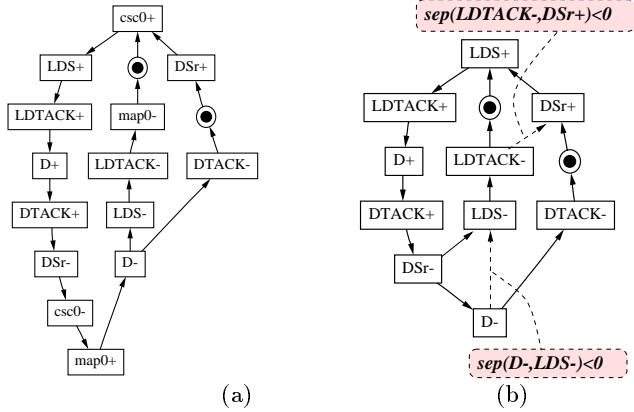 csc0+
LDS+
DSr+
LDTACK+
map0-
D+
LDTACK-
DTACK-
DTACK+
LDS-
DSr-
D-
csc0-
map0+
(a)
sep(LDTACK-,DSr+)<0
LDS+
LDTACK+
DSr+
D+
LDTACK-
DTACK+
LDS-
DTACK-
DSr-
D-
sep(D-,LDS-)<0
(b)